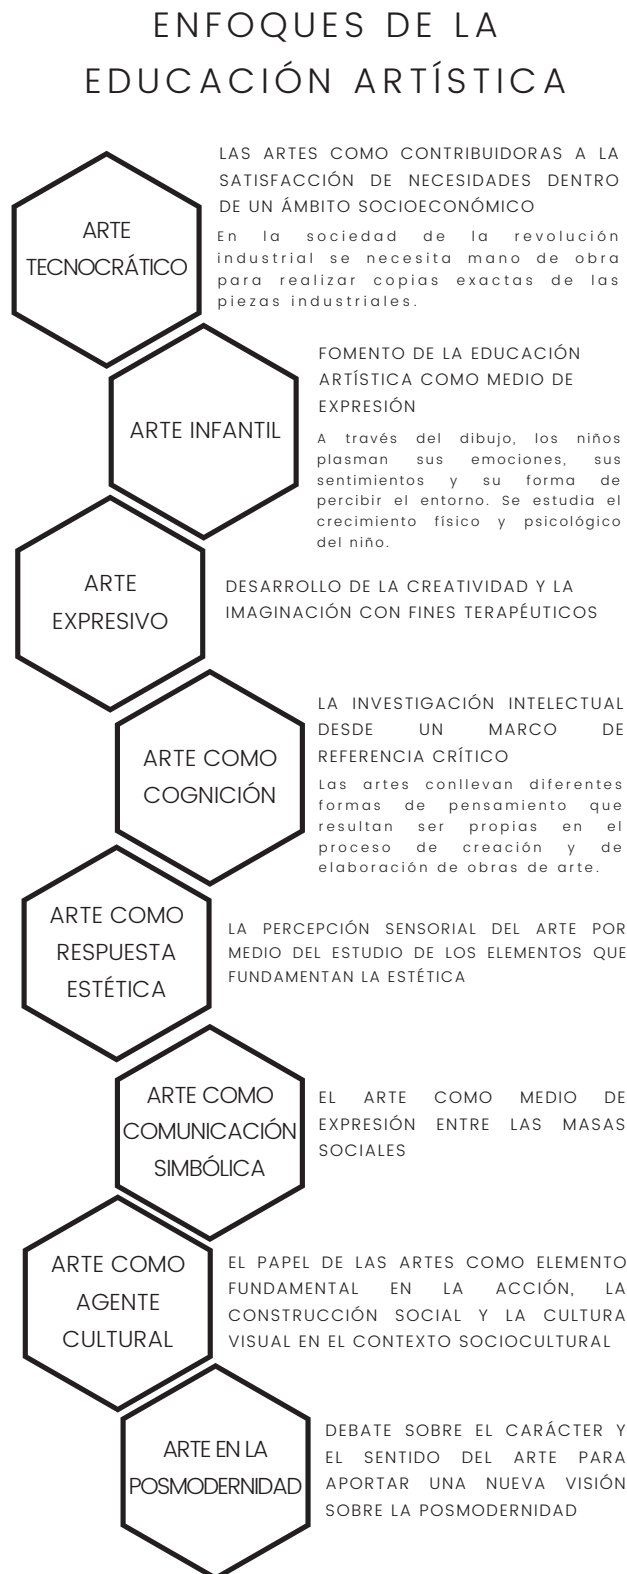 ENFOQUES DE LA
EDUCACIÓN ARTÍSTICA
ARTE
TECNOCRÁTICO
LAS ARTES COMO CONTRIBUIDORAS A LA
SATISFACCIÓN DE NECESIDADES DENTRO
DE UN ÁMBITO SOCIOECONÓMICO
En la sociedad de la revolución
industrial se necesita mano de obra
para realizar copias exactas de las
piezas industriales.
ARTE INFANTIL
FOMENTO DE LA EDUCACIÓN
ARTÍSTICA COMO MEDIO DE
EXPRESIÓN
A través del dibujo, los niños
plasman sus emociones, sus
sentimientos y su forma de
percibir el entorno. Se estudia el
crecimiento físico y psicológico
del niño.
ARTE
EXPRESIVO
DESARROLLO DE LA CREATIVIDAD Y LA
IMAGINACIÓN CON FINES TERAPÉUTICOS
ARTE COMO
COGNICIÓN
LA INVESTIGACIÓN INTELECTUAL
DESDE UN MARCO DE
REFERENCIA CRÍTICO
Las artes conllevan diferentes
formas de pensamiento que
resultan ser propias en el
proceso de creación y de
elaboración de obras de arte.
ARTE COMO
RESPUESTA
ESTÉTICA
LA PERCEPCIÓN SENSORIAL DEL ARTE POR
MEDIO DEL ESTUDIO DE LOS ELEMENTOS QUE
FUNDAMENTAN LA ESTÉTICA
ARTE COMO
COMUNICACIÓN
SIMBÓLICA
EL ARTE COMO MEDIO DE
EXPRESIÓN ENTRE LAS MASAS
SOCIALES
ARTE COMO
AGENTE
CULTURAL
EL PAPEL DE LAS ARTES COMO ELEMENTO
FUNDAMENTAL EN LA ACCIÓN, LA
CONSTRUCCIÓN SOCIAL Y LA CULTURA
VISUAL EN EL CONTEXTO SOCIOCULTURAL
ARTE EN LA
POSMODERNIDAD
DEBATE SOBRE EL CARÁCTER Y
EL SENTIDO DEL ARTE PARA
APORTAR UNA NUEVA VISIÓN
SOBRE LA POSMODERNIDAD